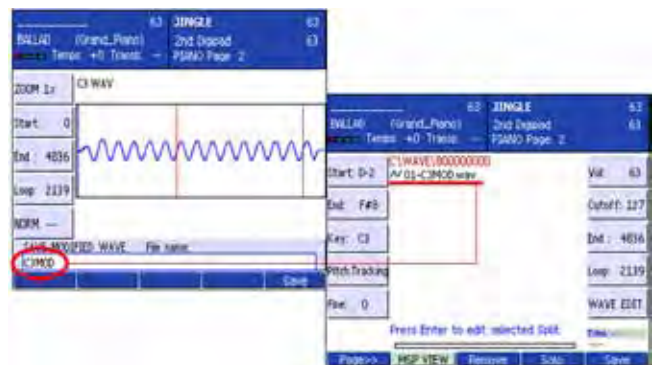 63 JINGLE 63
BALLAD (Grand_Piano) 2nd Drawbar 63
Tempo +0 Transp. -- PIANO Page 2
ZOOM 1x
C3 WAV
Start 0
End 4836
Loop 2139
NORM --
SAVE MODIFIED WAVE File name:
C3MOD
Save
63 JINGLE 63
BALLAD (Grand_Piano) 63
Tempo +0 Transp. -- PIANO Page 2
C:\WAVE\800000000
01-C3MOD.wav
Start D-2
Vol 63
End F#8
Cutoff: 127
Key: C3
End : 4836
Pitch Tracking
Loop 2139
Fine 0
WAVE EDIT
Press Enter to edit selected Split
Page>> MSP VIEW Remove Solo Save